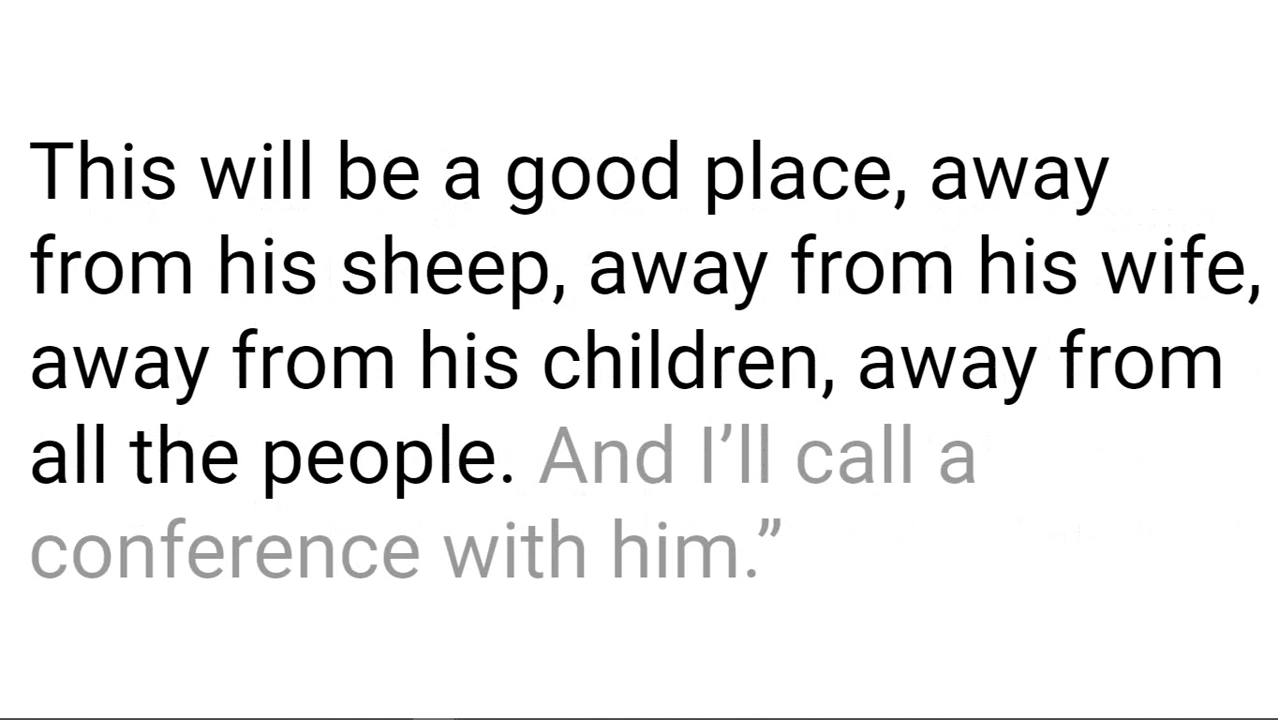 This will be a good place, away
from his sheep, away from his wife,
away from his children, away from
all the people. And I’ll call a
conference with him.”